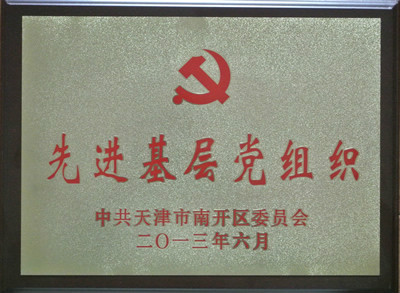 先进基层党组织
中共天津市南开区委员会
二〇一三年六月